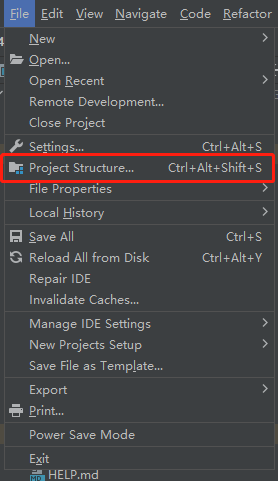 File Edit View Navigate Code Refactor
New
Open...
Open Recent
Remote Development...
Close Project
Settings... Ctrl+Alt+S
Project Structure... Ctrl+Alt+Shift+S
File Properties
Local History
Save All Ctrl+S
Reload All from Disk Ctrl+Alt+Y
Repair IDE
Invalidate Caches...
Manage IDE Settings
New Projects Setup
Save File as Template...
Export
Print...
Power Save Mode
Exit
HELP.md